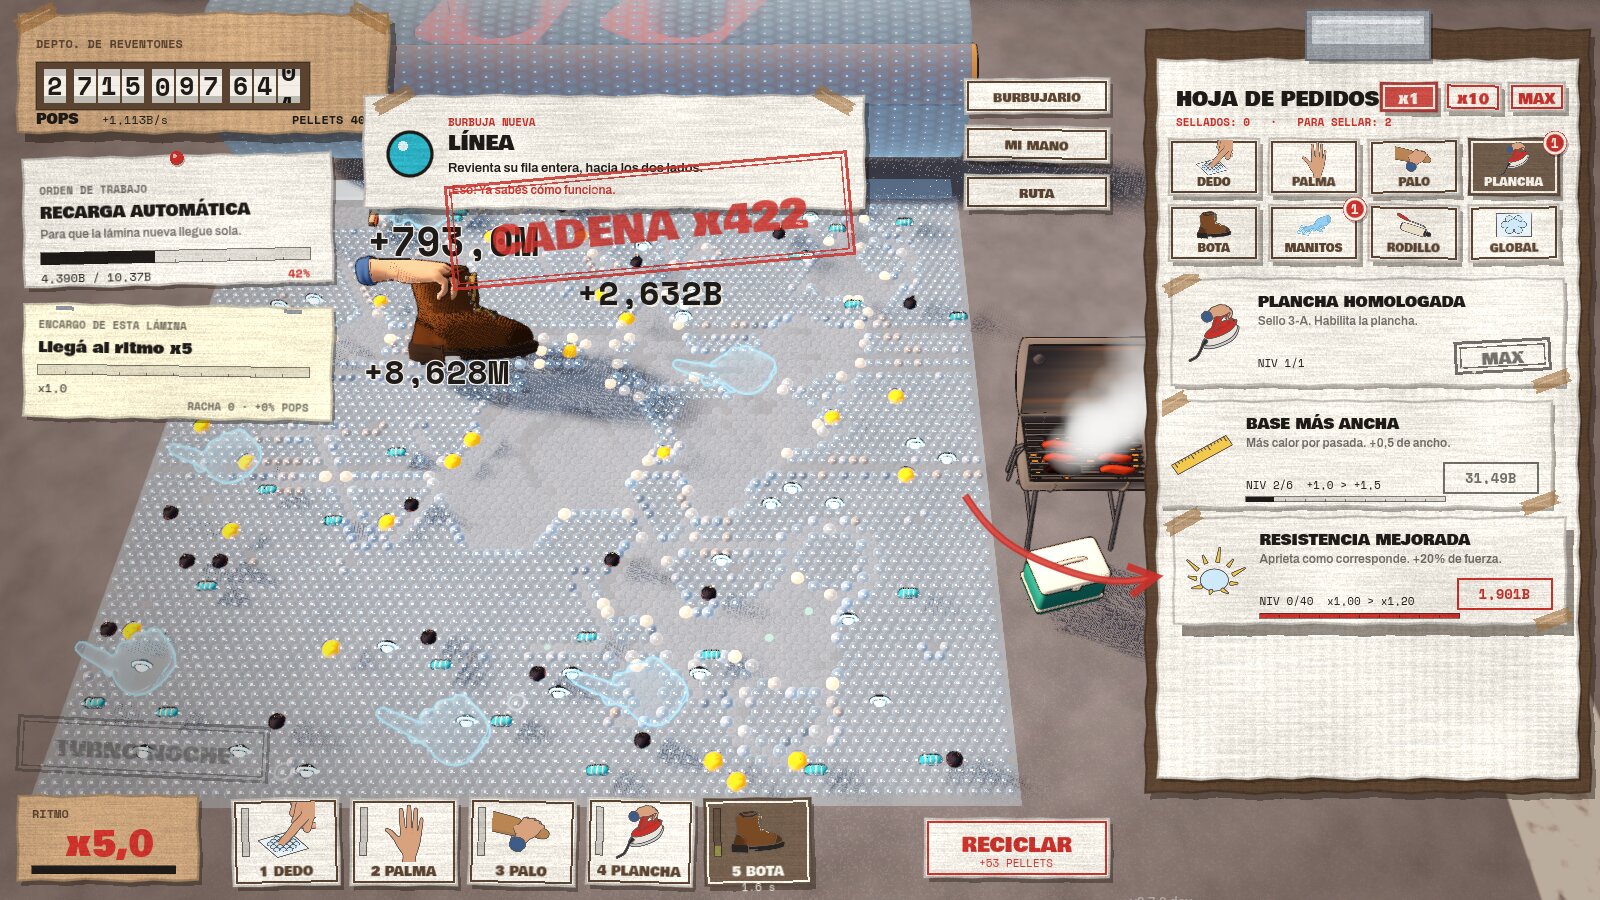 DEPTO. DE REVENTONES
2 715 097 64
POPS +1,113B/s PELLETS 40
ORDEN DE TRABAJO
RECARGA AUTOMÁTICA
Para que la lámina nueva llegue sola.
4,390B / 10,37B 42%
ENCARGO DE ESTA LÁMINA
Llegá al ritmo x5
x1,0
RACHA 0 · +0% POPS
BURBUJA NUEVA
LÍNEA
Revienta su fila entera, hacia los dos lados.
Eso. Ya sabés cómo funciona.
CADENA x422
+2,632B
+8,628M
BURBUJARIO
MI MANO
RUTA
HOJA DE PEDIDOS x1 x10 MAX
SELLADOS: 0 · PARA SELLAR: 2
DEDO
PALMA
PALO
PLANCHA
1
BOTA
MANITOS
1
RODILLO
GLOBAL
PLANCHA HOMOLOGADA
Sello 3-A. Habilita la plancha.
NIV 1/1
MAX
BASE MÁS ANCHA
Más calor por pasada. +0,5 de ancho.
NIV 2/6 +1,0 > +1,5
31,49B
RESISTENCIA MEJORADA
Aprieta como corresponde. +20% de fuerza.
NIV 0/40 x1,00 > x1,20
1,901B
TURNO NOCHE
RITMO
x5,0
1 DEDO
2 PALMA
3 PALO
4 PLANCHA
5 BOTA
1.6 s
RECICLAR
+53 PELLETS